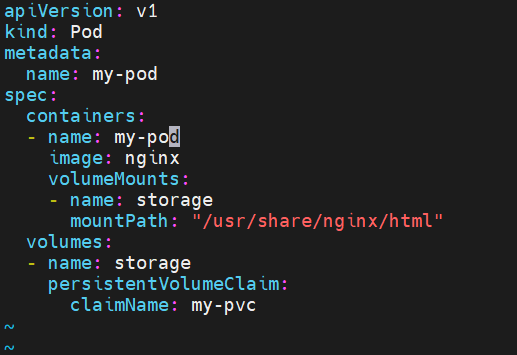 apiVersion: v1
kind: Pod
metadata:
  name: my-pod
spec:
  containers:
  - name: my-pod
    image: nginx
    volumeMounts:
    - name: storage
      mountPath: "/usr/share/nginx/html"
  volumes:
  - name: storage
    persistentVolumeClaim:
      claimName: my-pvc
~
~